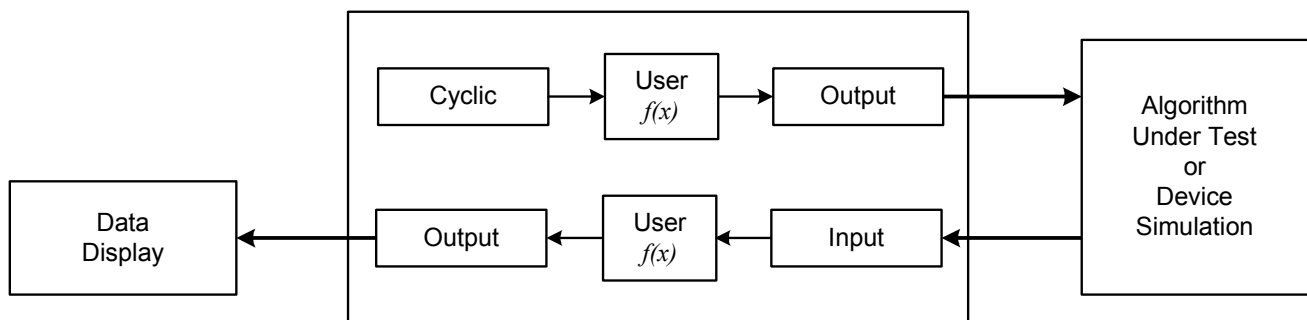 Cyclic
User
f(x)
Output
Algorithm
Under Test
or
Device
Simulation
Data
Display
Output
User
f(x)
Input